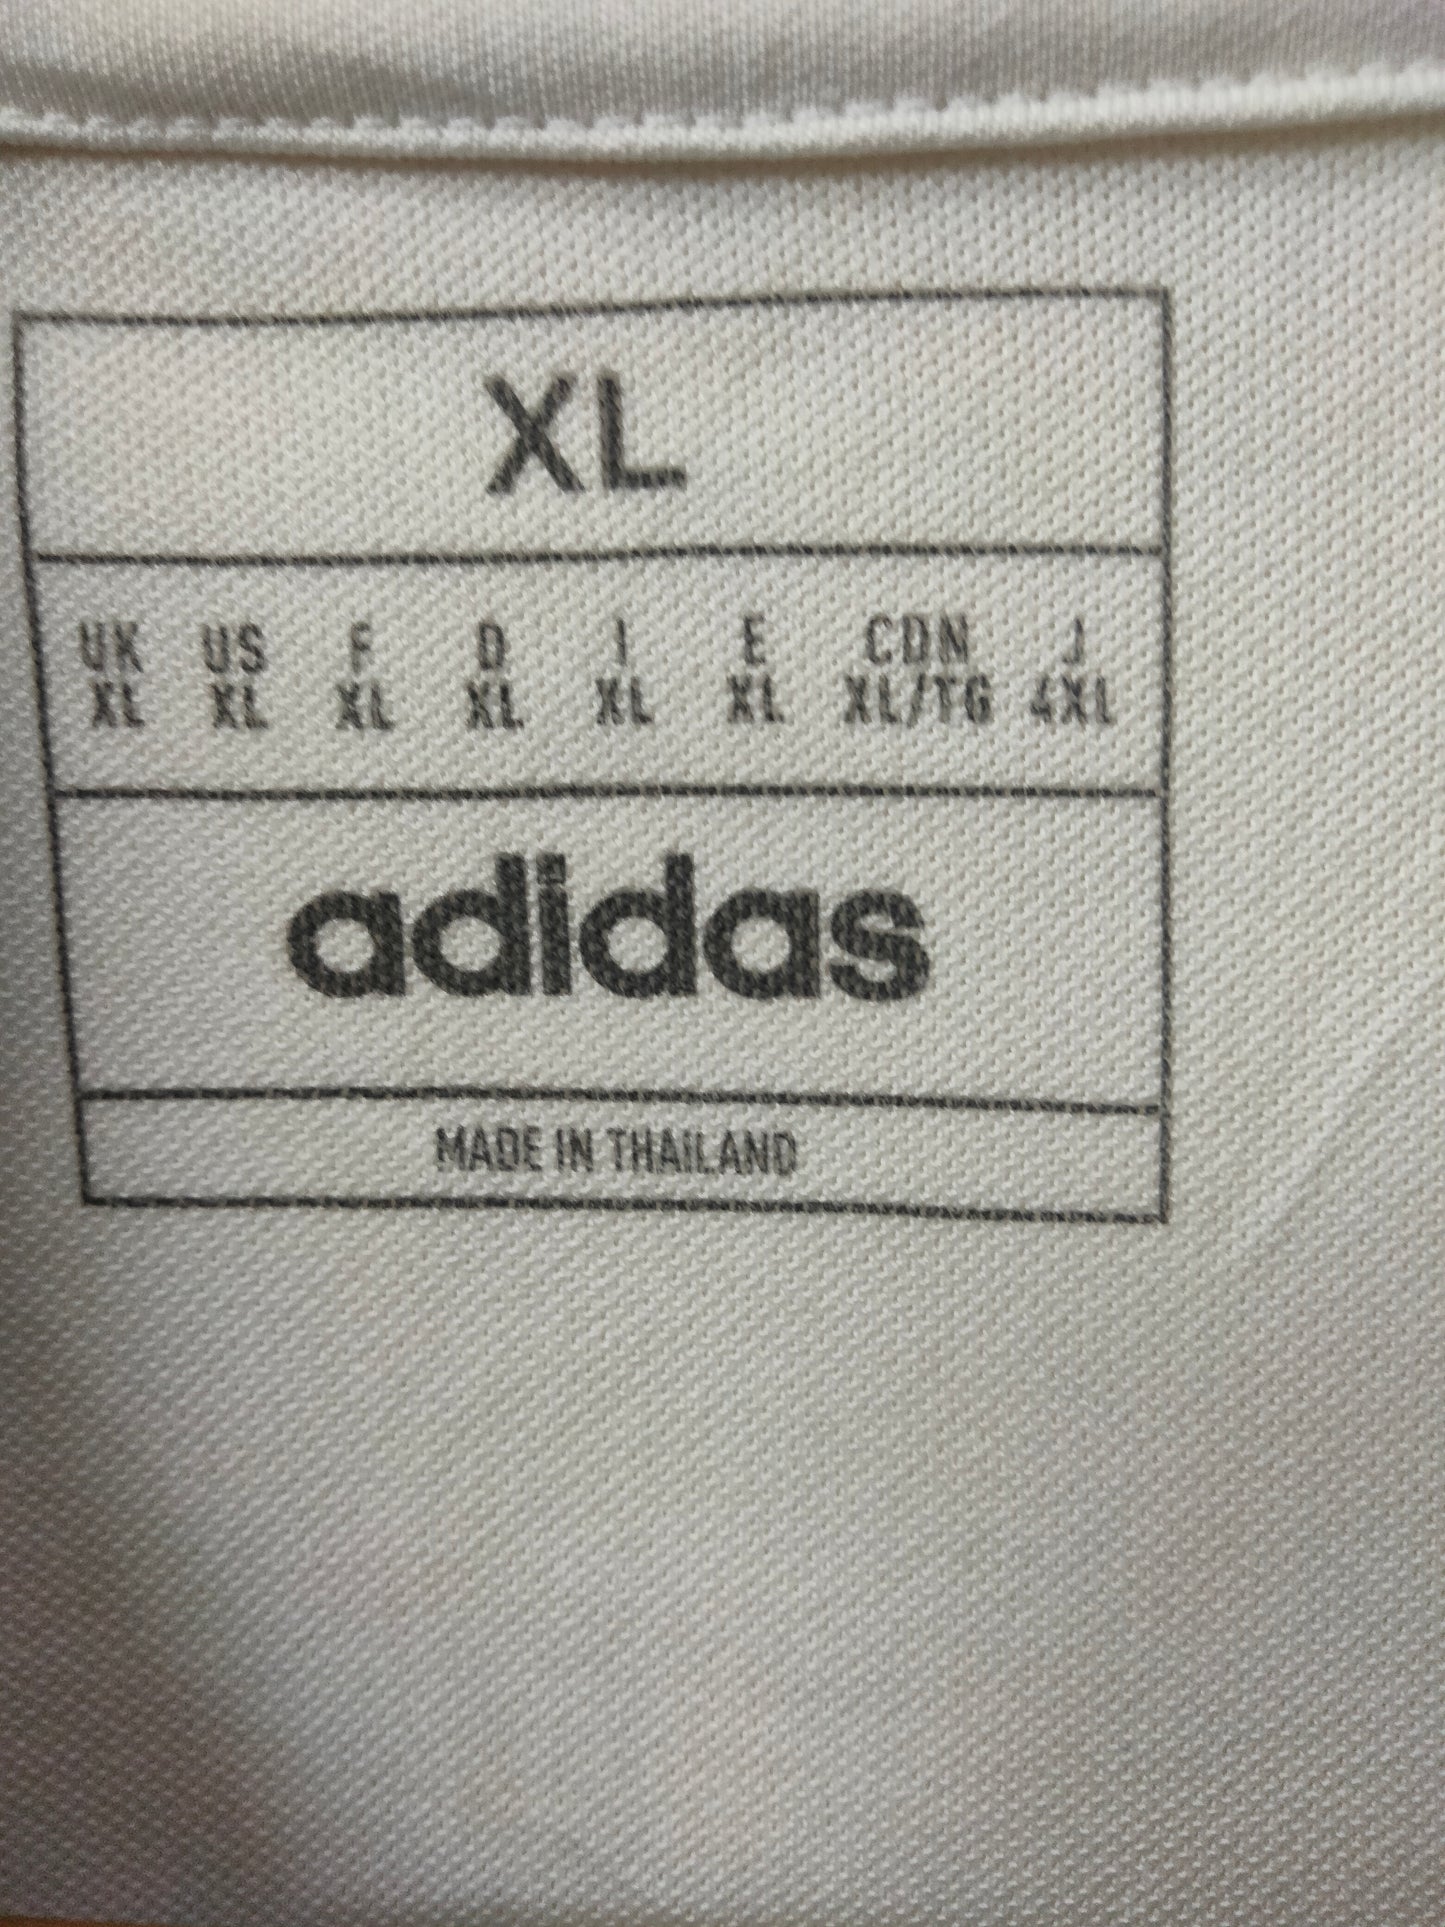 XL
UK US F D I E CDN J
XL XL XL XL XL XL XL/TG 4XL
adidas
MADE IN THAILAND